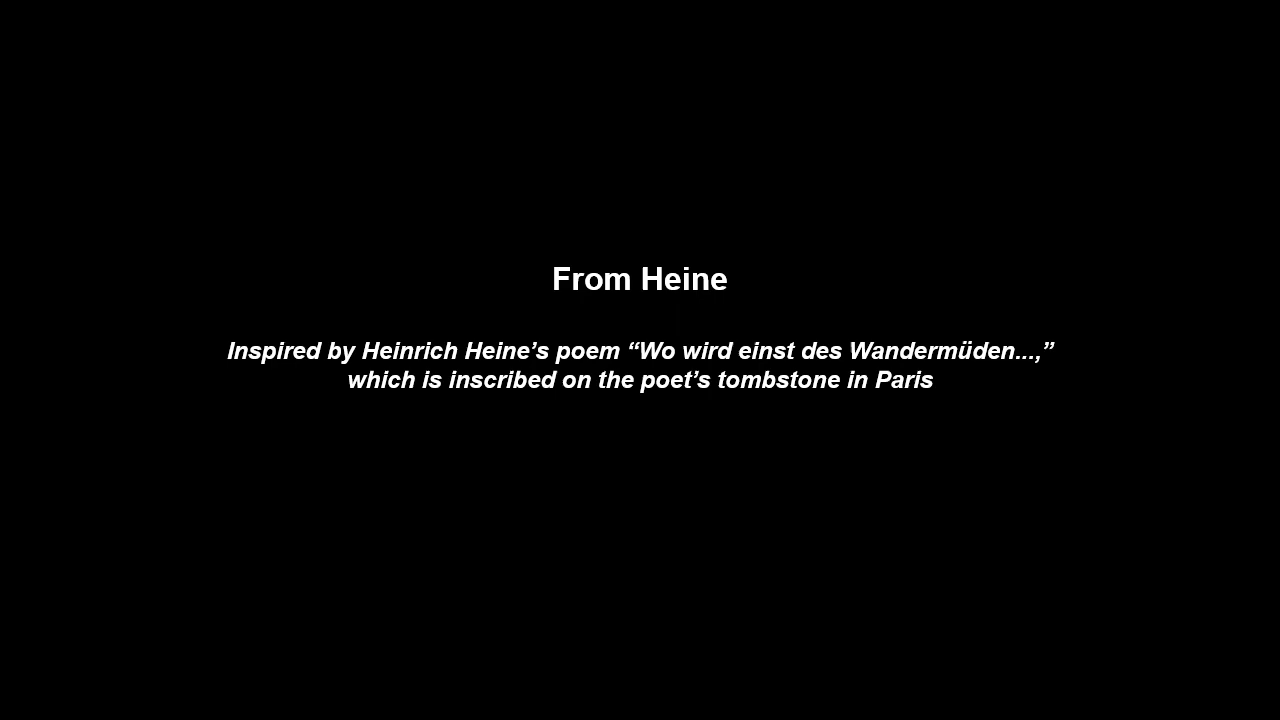 From Heine
Inspired by Heinrich Heine’s poem “Wo wird einst des Wandermüden...,”
which is inscribed on the poet’s tombstone in Paris